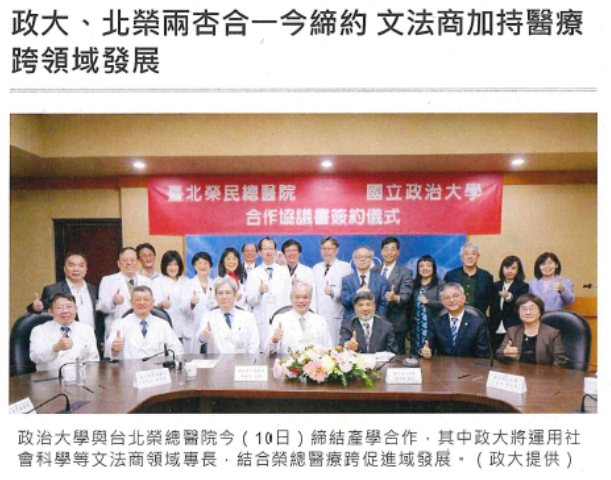 政大、北榮兩杏合一今締約 文法商加持醫療
跨領域發展
臺北榮民總醫院 國立政治大學
合作協議書簽約儀式
政治大學與台北榮總醫院今(10日)締結產學合作,其中政大將運用社
會科學等文法商領域專長,結合榮總醫療跨促進域發展。(政大提供)